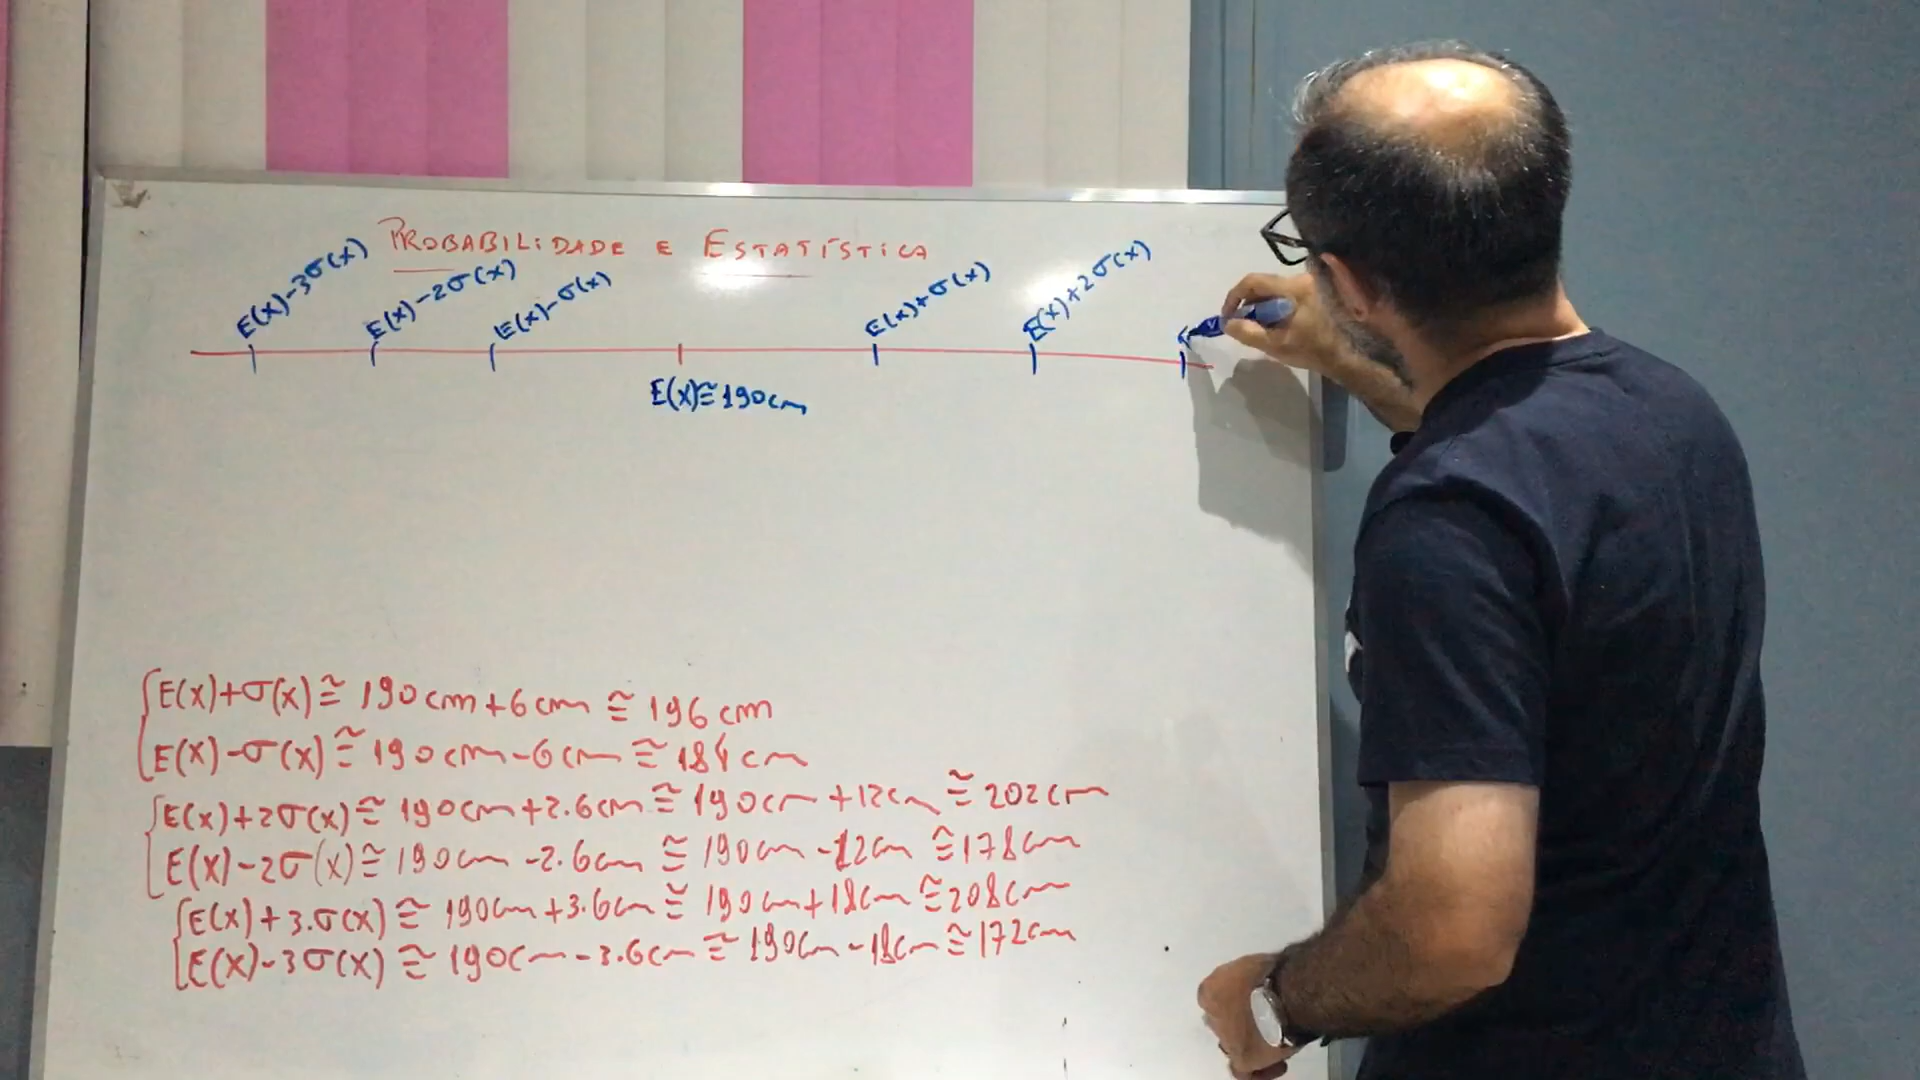 PROBABILIDADE E ESTATÍSTICA
E(x)-3σ(x) E(x)-2σ(x) E(x)-σ(x) E(x)+σ(x) E(x)+2σ(x)
E(x)≅190cm
E(x)+σ(x)≅ 190cm+6cm ≅ 196cm
E(x)-σ(x)≅ 190cm-6cm ≅ 184cm
E(x)+2σ(x)≅ 190cm+2.6cm ≅ 190cm+12cm ≅ 202cm
E(x)-2σ(x)≅ 190cm-2.6cm ≅ 190cm-12cm ≅ 178cm
E(x)+3.σ(x) ≅ 190cm+3.6cm ≅ 190cm+18cm ≅ 208cm
E(x)-3σ(x) ≅ 190cm-3.6cm ≅ 190cm-18cm ≅ 172cm